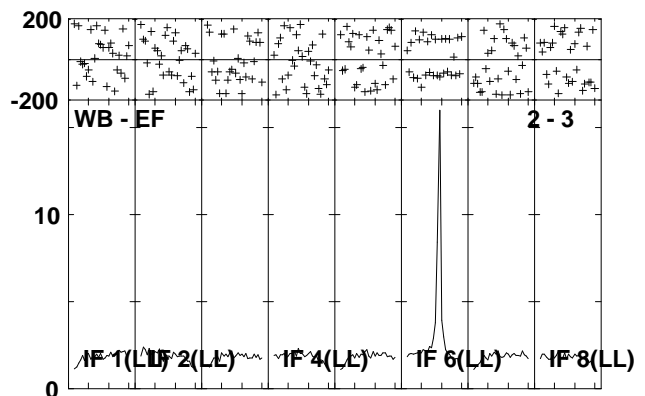 200
-200
WB - EF 2 - 3
10
IF 1(LL) IF 2(LL) IF 4(LL) IF 6(LL) IF 8(LL)
0